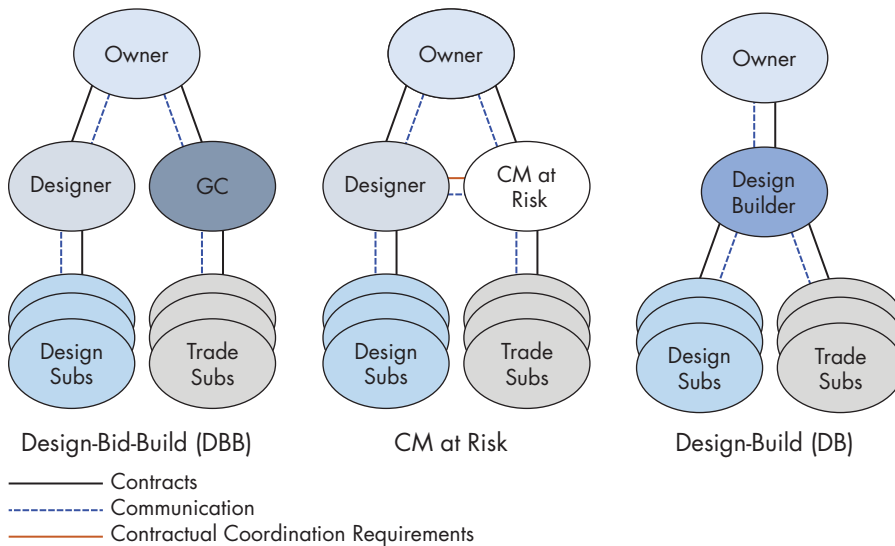 Owner
Designer
GC
Design
Subs
Trade
Subs
Design-Bid-Build (DBB)
Owner
Designer
CM at
Risk
Design
Subs
Trade
Subs
CM at Risk
Owner
Design
Builder
Design
Subs
Trade
Subs
Design-Build (DB)
Contracts
Communication
Contractual Coordination Requirements